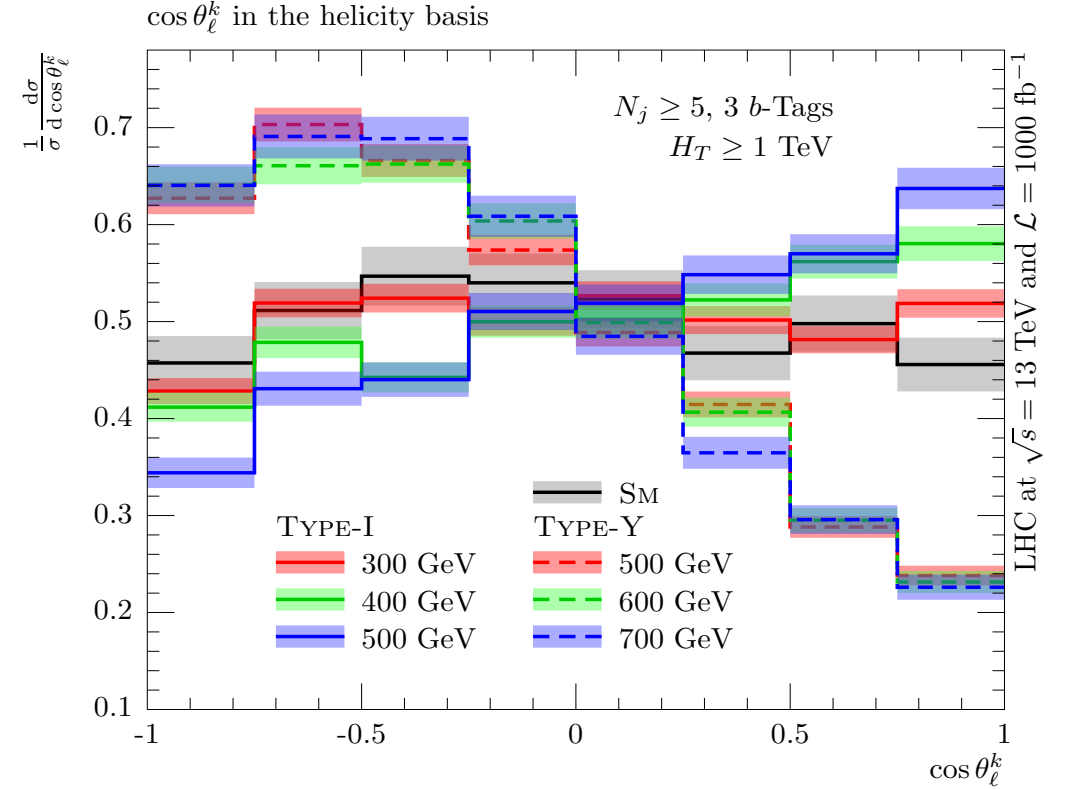 cos θ_ℓ^k in the helicity basis
1/σ dσ/d cos θ_ℓ^k
N_j ≥ 5, 3 b-Tags
H_T ≥ 1 TeV
0.7
0.6
0.5
0.4
0.3
0.2
0.1
SM
TYPE-I TYPE-Y
300 GeV 500 GeV
400 GeV 600 GeV
500 GeV 700 GeV
-1 -0.5 0 0.5 1
cos θ_ℓ^k
LHC at √s = 13 TeV and ℒ = 1000 fb⁻¹